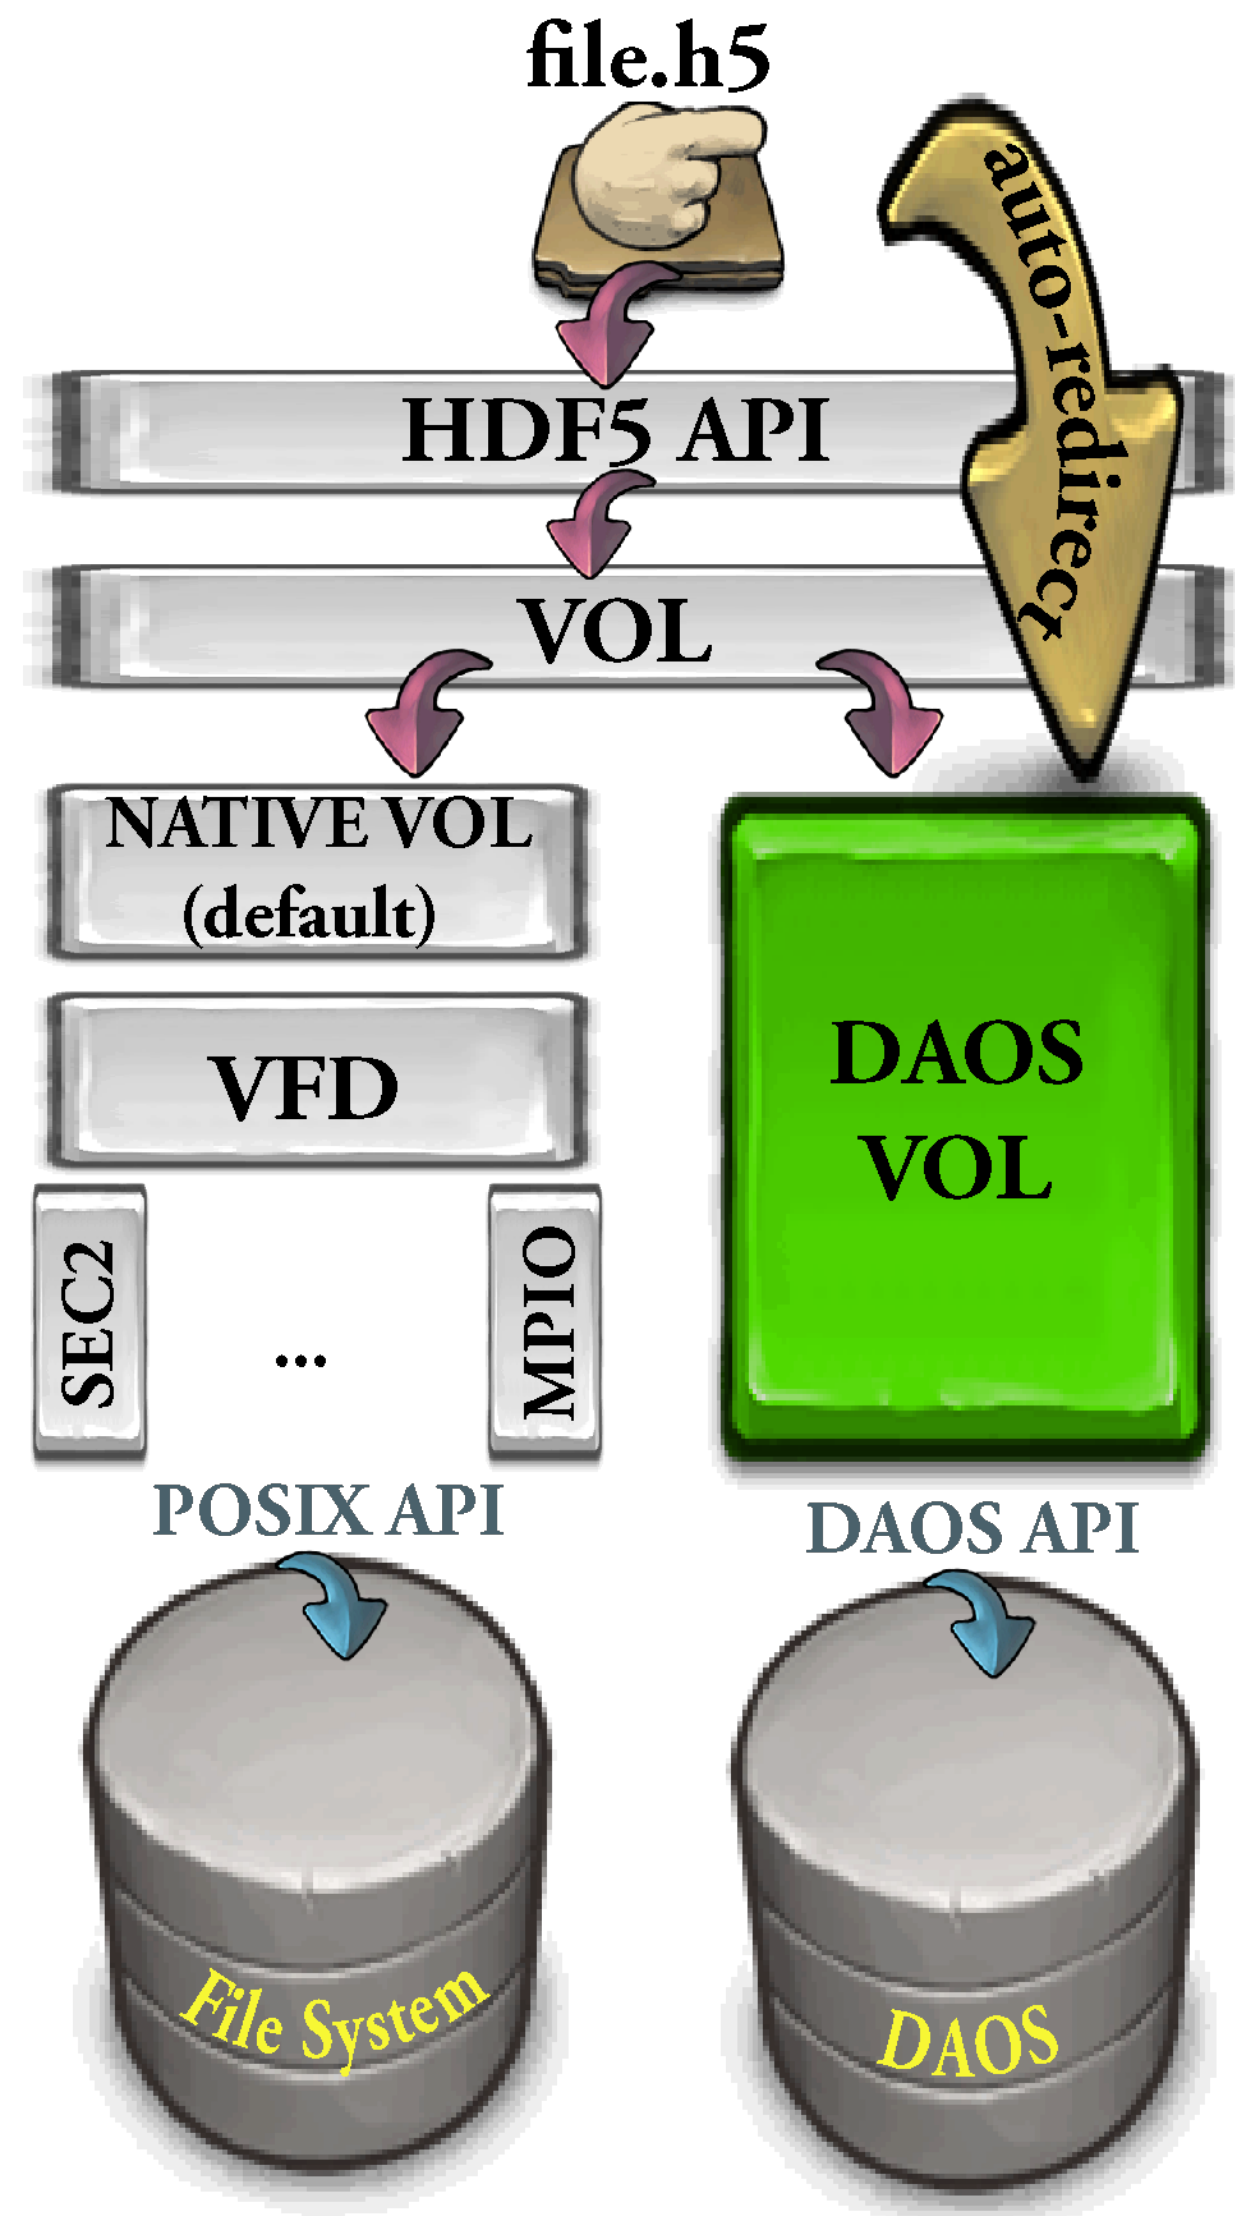 file.h5
auto-redirect
HDF5 API
VOL
NATIVE VOL
(default)
VFD
DAOS
VOL
SEC2
...
MPIO
POSIX API
DAOS API
File System
DAOS